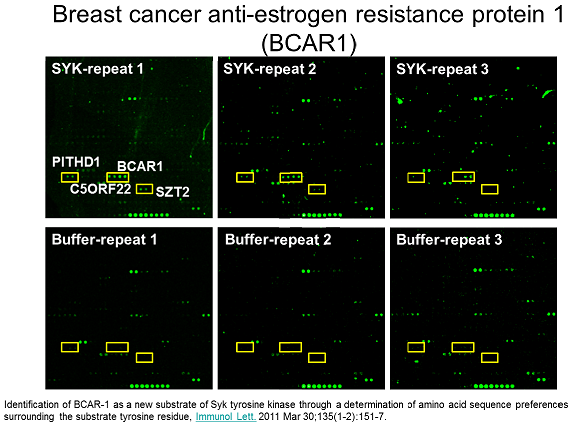 Breast cancer anti-estrogen resistance protein 1
(BCAR1)
SYK-repeat 1
SYK-repeat 2
SYK-repeat 3
PITHD1
BCAR1
C5ORF22
SZT2
Buffer-repeat 1
Buffer-repeat 2
Buffer-repeat 3
Identification of BCAR-1 as a new substrate of Syk tyrosine kinase through a determination of amino acid sequence preferences
surrounding the substrate tyrosine residue, Immunol Lett. 2011 Mar 30;135(1-2):151-7.